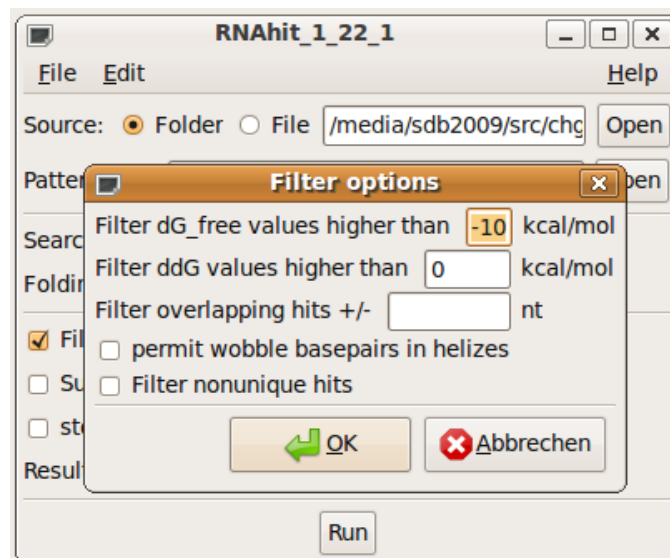 RNAhit_1_22_1
File Edit Help
Source: Folder File /media/sdb2009/src/chg Open
Filter options
Filter dG_free values higher than -10 kcal/mol
Filter ddG values higher than 0 kcal/mol
Filter overlapping hits +/- nt
permit wobble basepairs in helizes
Filter nonunique hits
OK Abbrechen
Run